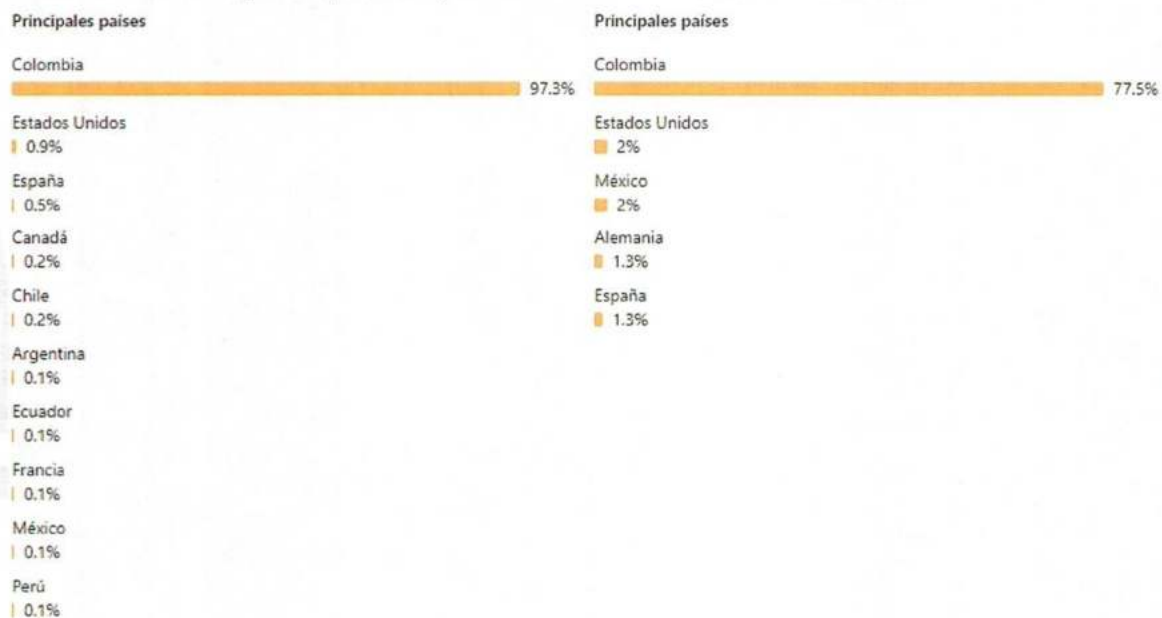 Principales países
Colombia
97.3%
Estados Unidos
0.9%
España
0.5%
Canadá
0.2%
Chile
0.2%
Argentina
0.1%
Ecuador
0.1%
Francia
0.1%
México
0.1%
Perú
0.1%
Principales países
Colombia
77.5%
Estados Unidos
2%
México
2%
Alemania
1.3%
España
1.3%